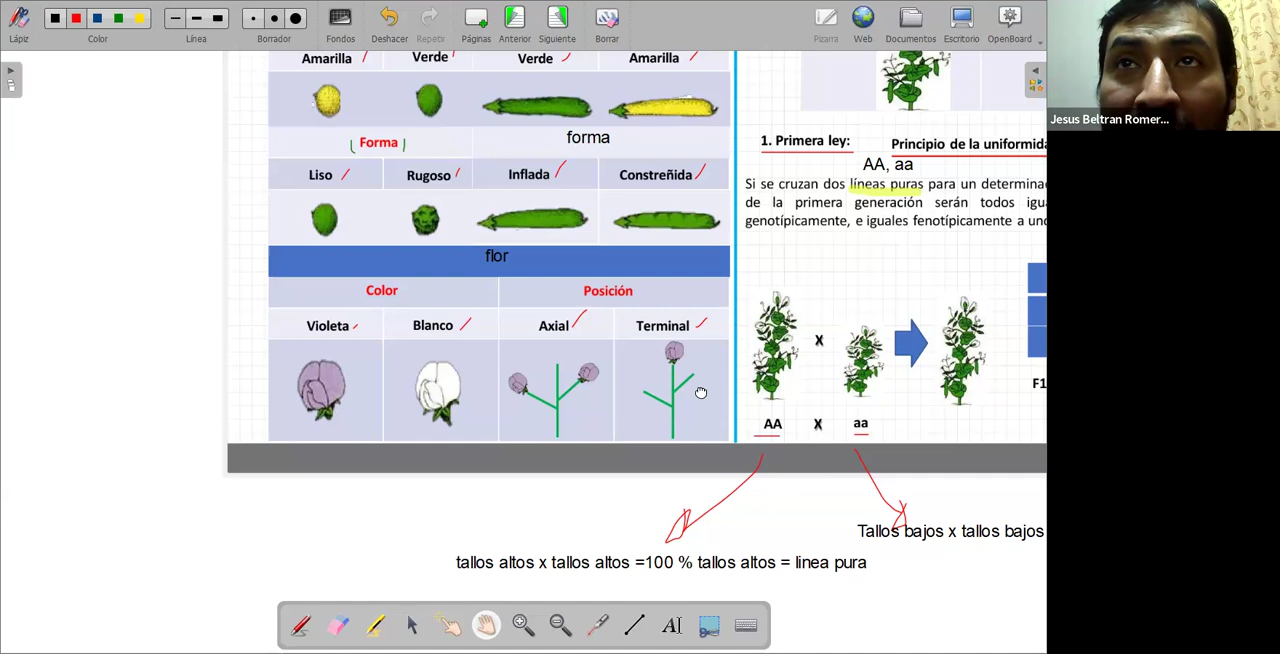 Lápiz
Color
Línea
Borrador
Fondos
Deshacer
Repetir
Páginas
Anterior
Siguiente
Borrar
Pizarra
Web
Documentos
Escritorio
OpenBoard
Amarilla
Verde
Verde
Amarilla
Forma
forma
Liso
Rugoso
Inflada
Constreñida
flor
Color
Posición
Violeta
Blanco
Axial
Terminal
1. Primera ley:
Principio de la uniformida
AA, aa
Si se cruzan dos líneas puras para un determinad
de la primera generación serán todos igua
genotípicamente, e iguales fenotípicamente a uno
X
F1
AA X aa
Tallos bajos x tallos bajos
tallos altos x tallos altos =100 % tallos altos = linea pura
AI
Jesus Beltran Romer...